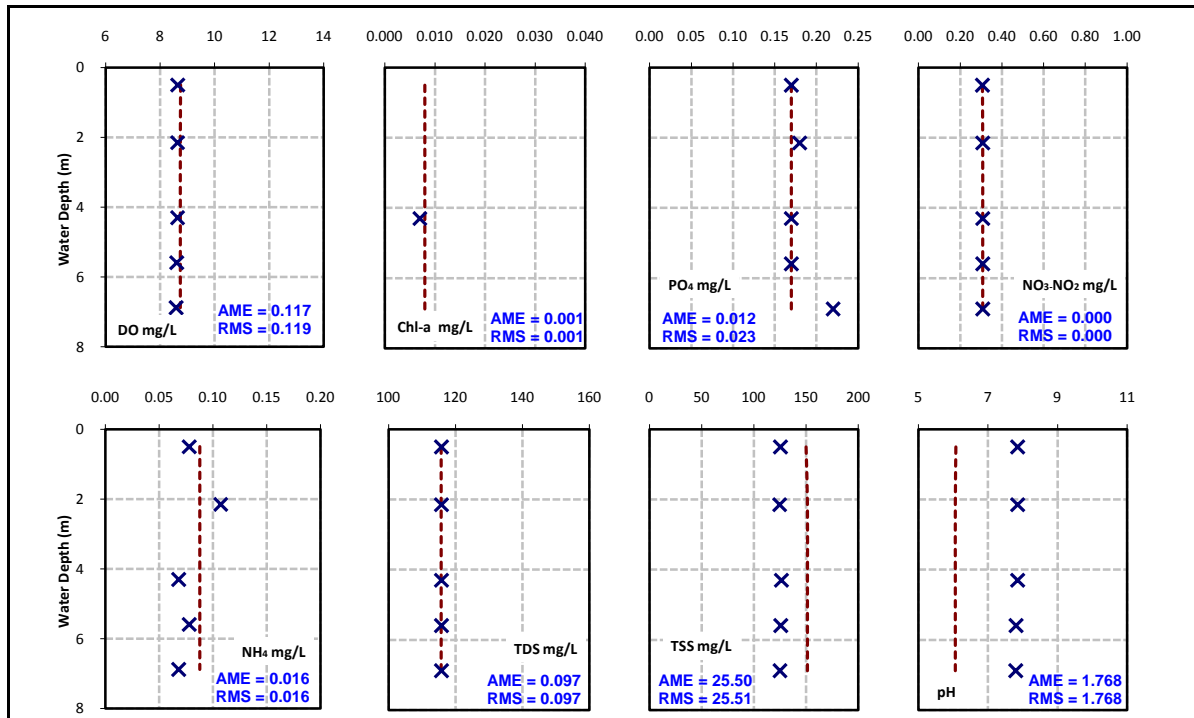 6 8 10 12 14
0.000 0.010 0.020 0.030 0.040
0.00 0.05 0.10 0.15 0.20 0.25
0.00 0.20 0.40 0.60 0.80 1.00
0
2
4
6
8
Water Depth (m)
DO mg/L
AME = 0.117
RMS = 0.119
Chl-a mg/L
AME = 0.001
RMS = 0.001
PO4 mg/L
AME = 0.012
RMS = 0.023
NO3-NO2 mg/L
AME = 0.000
RMS = 0.000
0.00 0.05 0.10 0.15 0.20
100 120 140 160
0 50 100 150 200
5 7 9 11
0
2
4
6
8
Water Depth (m)
NH4 mg/L
AME = 0.016
RMS = 0.016
TDS mg/L
AME = 0.097
RMS = 0.097
TSS mg/L
AME = 25.50
RMS = 25.51
pH
AME = 1.768
RMS = 1.768